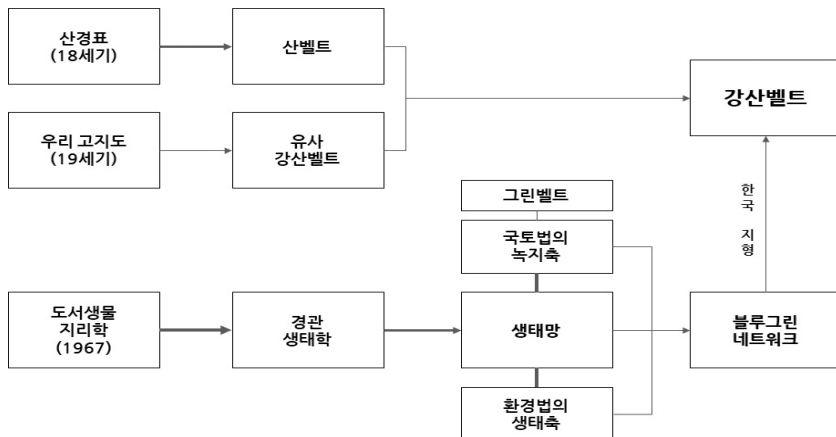 산경표
(18세기)
산벨트
강산벨트
우리 고지도
(19세기)
유사
강산벨트
그린벨트
국토법의
녹지축
한국 지형
도서생물
지리학
(1967)
경관
생태학
생태망
블루그린
네트워크
환경법의
생태축